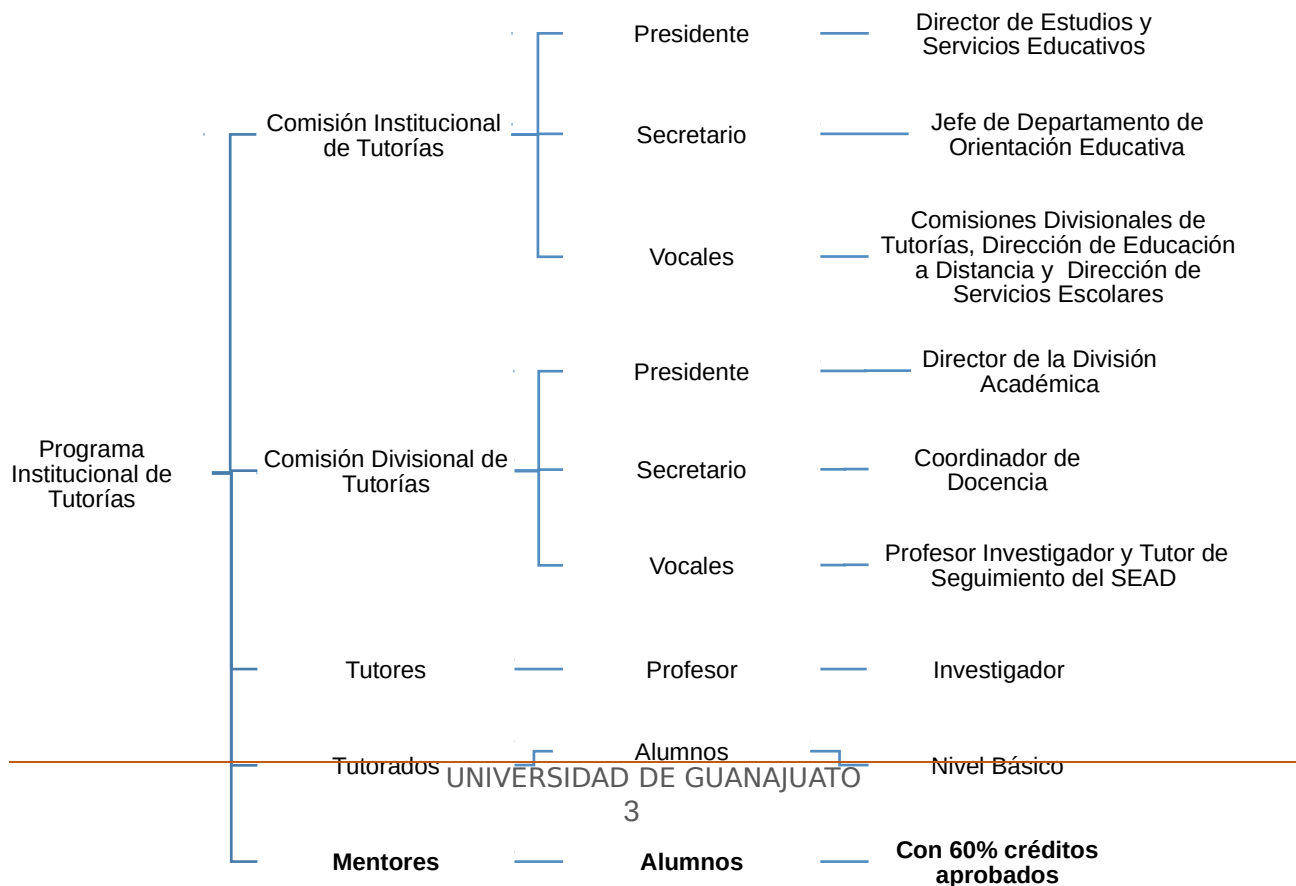 Programa
Institucional de
Tutorías
Comisión Institucional
de Tutorías
Presidente
Director de Estudios y
Servicios Educativos
Secretario
Jefe de Departamento de
Orientación Educativa
Vocales
Comisiones Divisionales de
Tutorías, Dirección de Educación
a Distancia y Dirección de
Servicios Escolares
Comisión Divisional de
Tutorías
Presidente
Director de la División
Académica
Secretario
Coordinador de
Docencia
Vocales
Profesor Investigador y Tutor de
Seguimiento del SEAD
Tutores
Profesor
Investigador
Tutorados
Alumnos
Nivel Básico
UNIVERSIDAD DE GUANAJUATO
3
Mentores
Alumnos
Con 60% créditos
aprobados